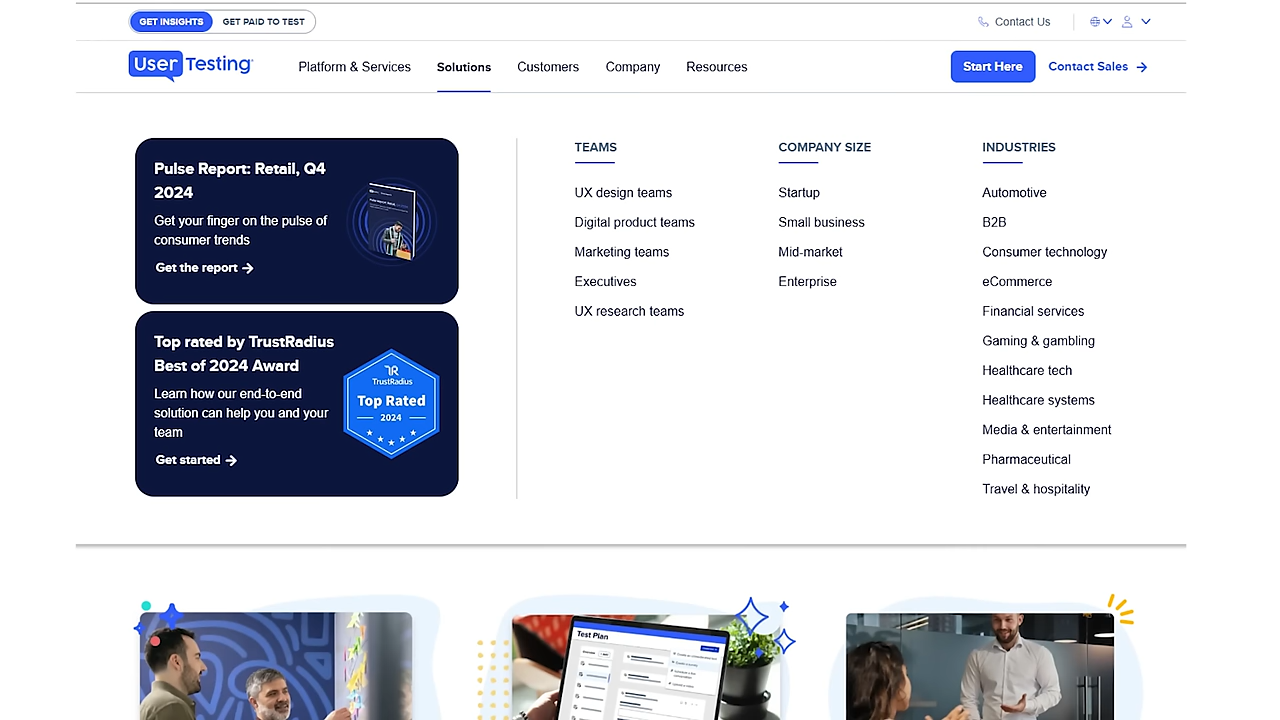 GET INSIGHTS GET PAID TO TEST
Contact Us
User Testing
Platform & Services Solutions Customers Company Resources
Start Here Contact Sales
Pulse Report: Retail, Q4
2024
Get your finger on the pulse of
consumer trends
Get the report
Top rated by TrustRadius
Best of 2024 Award
Learn how our end-to-end
solution can help you and your
team
Get started
TrustRadius
Top Rated
2024
TEAMS
UX design teams
Digital product teams
Marketing teams
Executives
UX research teams
COMPANY SIZE
Startup
Small business
Mid-market
Enterprise
INDUSTRIES
Automotive
B2B
Consumer technology
eCommerce
Financial services
Gaming & gambling
Healthcare tech
Healthcare systems
Media & entertainment
Pharmaceutical
Travel & hospitality
Test Plan